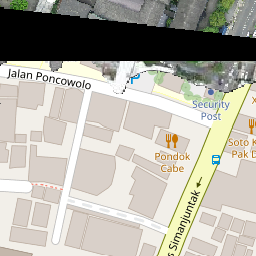 Jalan Poncowolo
Security
Post
X
Soto K
Pak D
Pondok
Cabe
s Simanjuntak